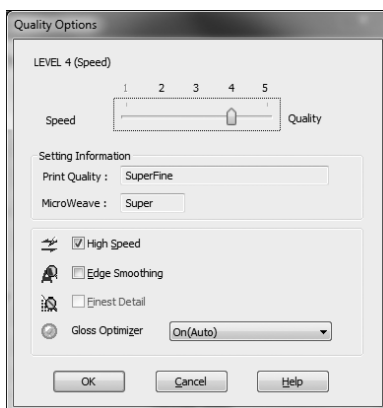 Quality Options
LEVEL 4 (Speed)
1 2 3 4 5
Speed Quality
Setting Information
Print Quality : SuperFine
MicroWeave : Super
High Speed
Edge Smoothing
Finest Detail
Gloss Optimizer On(Auto)
OK Cancel Help